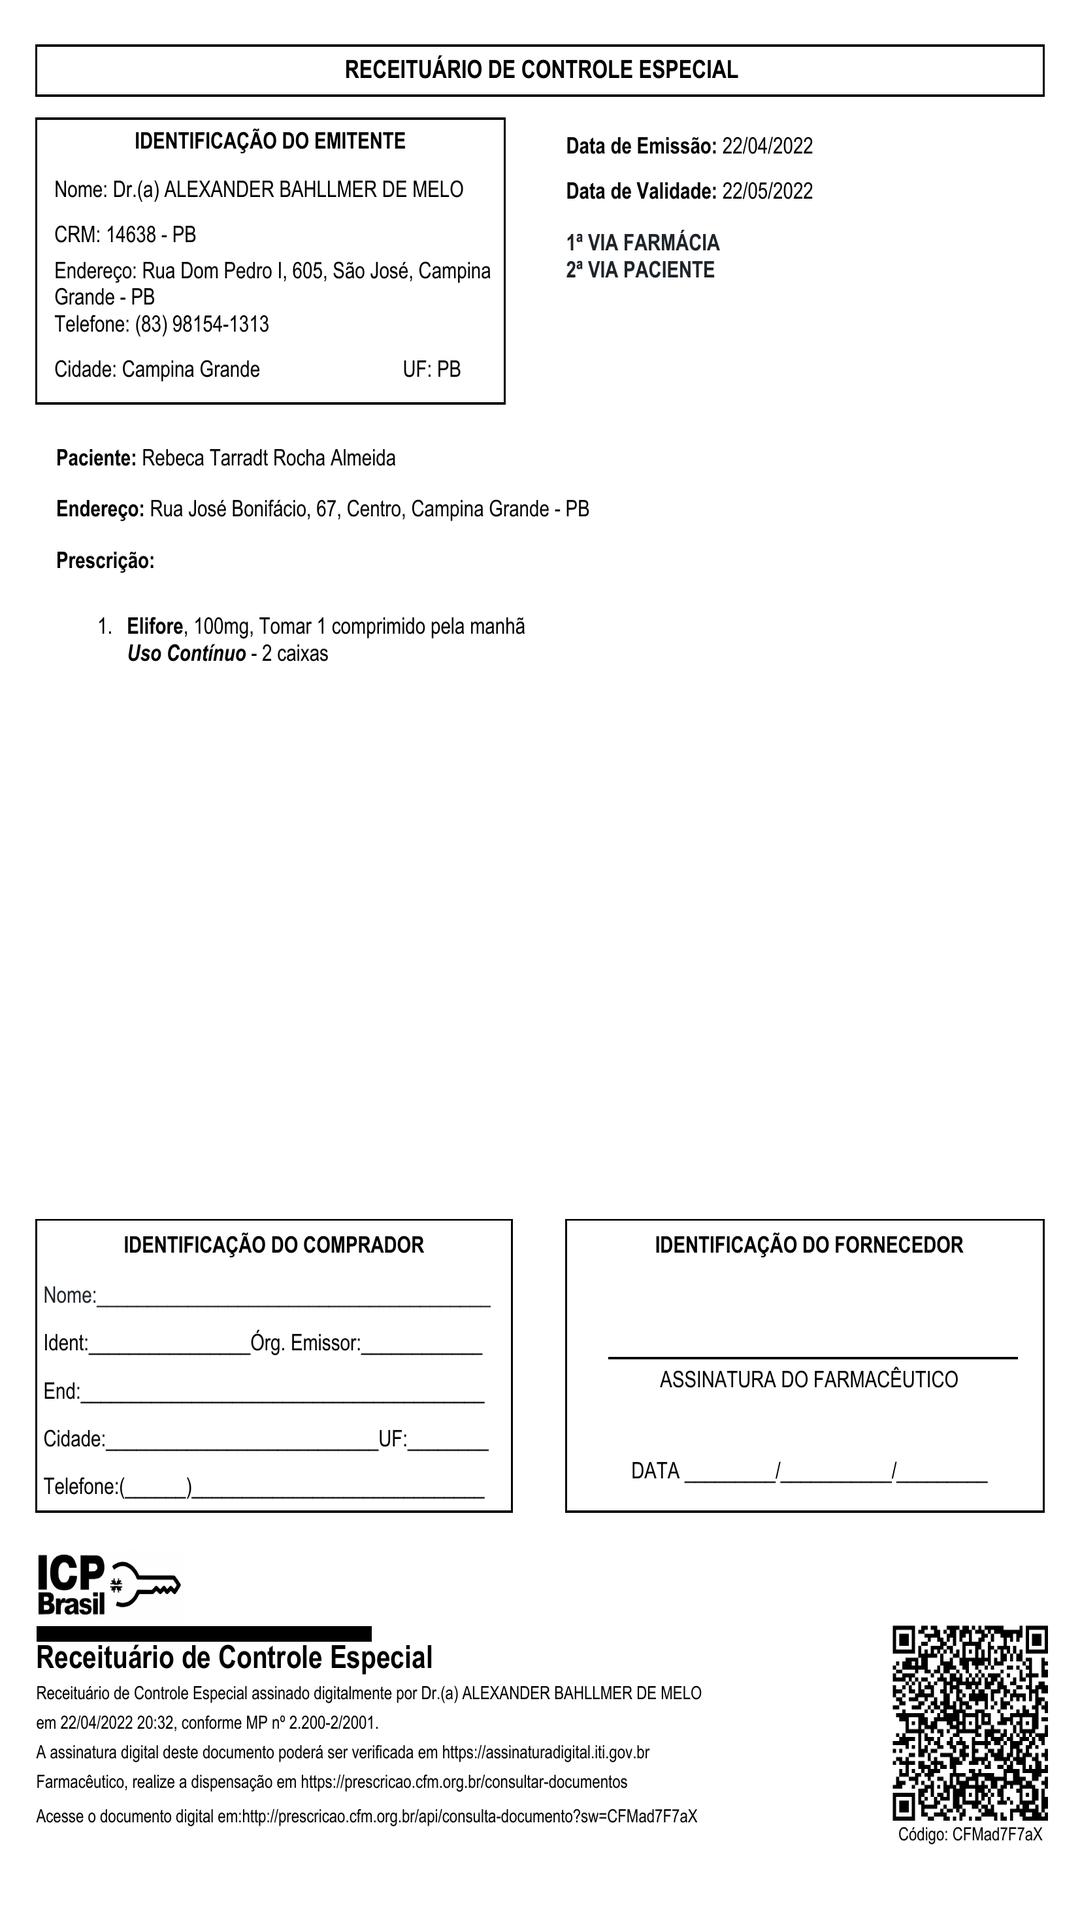 RECEITUÁRIO DE CONTROLE ESPECIAL
IDENTIFICAÇÃO DO EMITENTE
Nome: Dr.(a) ALEXANDER BAHLLMER DE MELO
CRM: 14638 - PB
Endereço: Rua Dom Pedro I, 605, São José, Campina
Grande - PB
Telefone: (83) 98154-1313
Cidade: Campina Grande UF: PB
Data de Emissão: 22/04/2022
Data de Validade: 22/05/2022
1ª VIA FARMÁCIA
2ª VIA PACIENTE
Paciente: Rebeca Tarradt Rocha Almeida
Endereço: Rua José Bonifácio, 67, Centro, Campina Grande - PB
Prescrição:
1. Elifore, 100mg, Tomar 1 comprimido pela manhã
Uso Contínuo - 2 caixas
IDENTIFICAÇÃO DO COMPRADOR
Nome:_______________________________________
Ident:________________Órg. Emissor:____________
End:________________________________________
Cidade:___________________________UF:________
Telefone:(______)_____________________________
IDENTIFICAÇÃO DO FORNECEDOR
ASSINATURA DO FARMACÊUTICO
DATA _________/___________/_________
ICP
Brasil
Receituário de Controle Especial
Receituário de Controle Especial assinado digitalmente por Dr.(a) ALEXANDER BAHLLMER DE MELO
em 22/04/2022 20:32, conforme MP nº 2.200-2/2001.
A assinatura digital deste documento poderá ser verificada em https://assinaturadigital.iti.gov.br
Farmacêutico, realize a dispensação em https://prescricao.cfm.org.br/consultar-documentos
Acesse o documento digital em:http://prescricao.cfm.org.br/api/consulta-documento?sw=CFMad7F7aX
Código: CFMad7F7aX